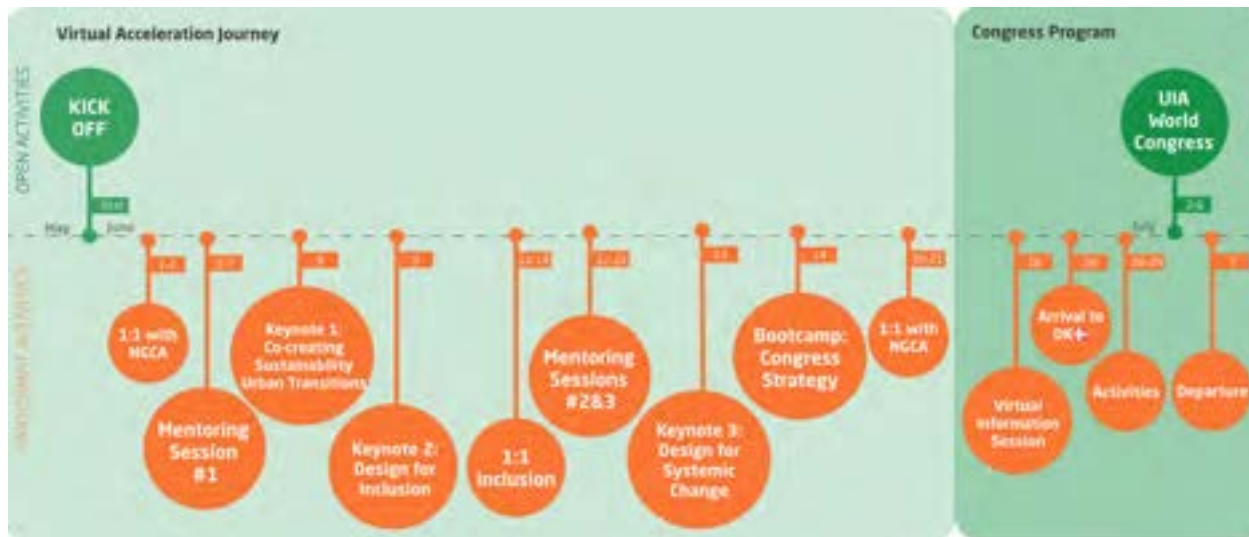 Virtual Acceleration Journey
Congress Program
OPEN ACTIVITIES
KICK
OFF
UIA
World
Congress
May
June
July
2-6
1:1 with
Mentoring
Session
#1
Keynote 1:
Co-creating
Sustainability
Urban Transitions
Keynote 2:
Design for
Inclusion
1:1
Inclusion
Mentoring
Sessions
#2&3
Keynote 3:
Design for
Systemic
Change
Bootcamp:
Congress
Strategy
1:1 with
NGCA
Virtual
Information
Session
Arrival to
DK
Activities
Departure